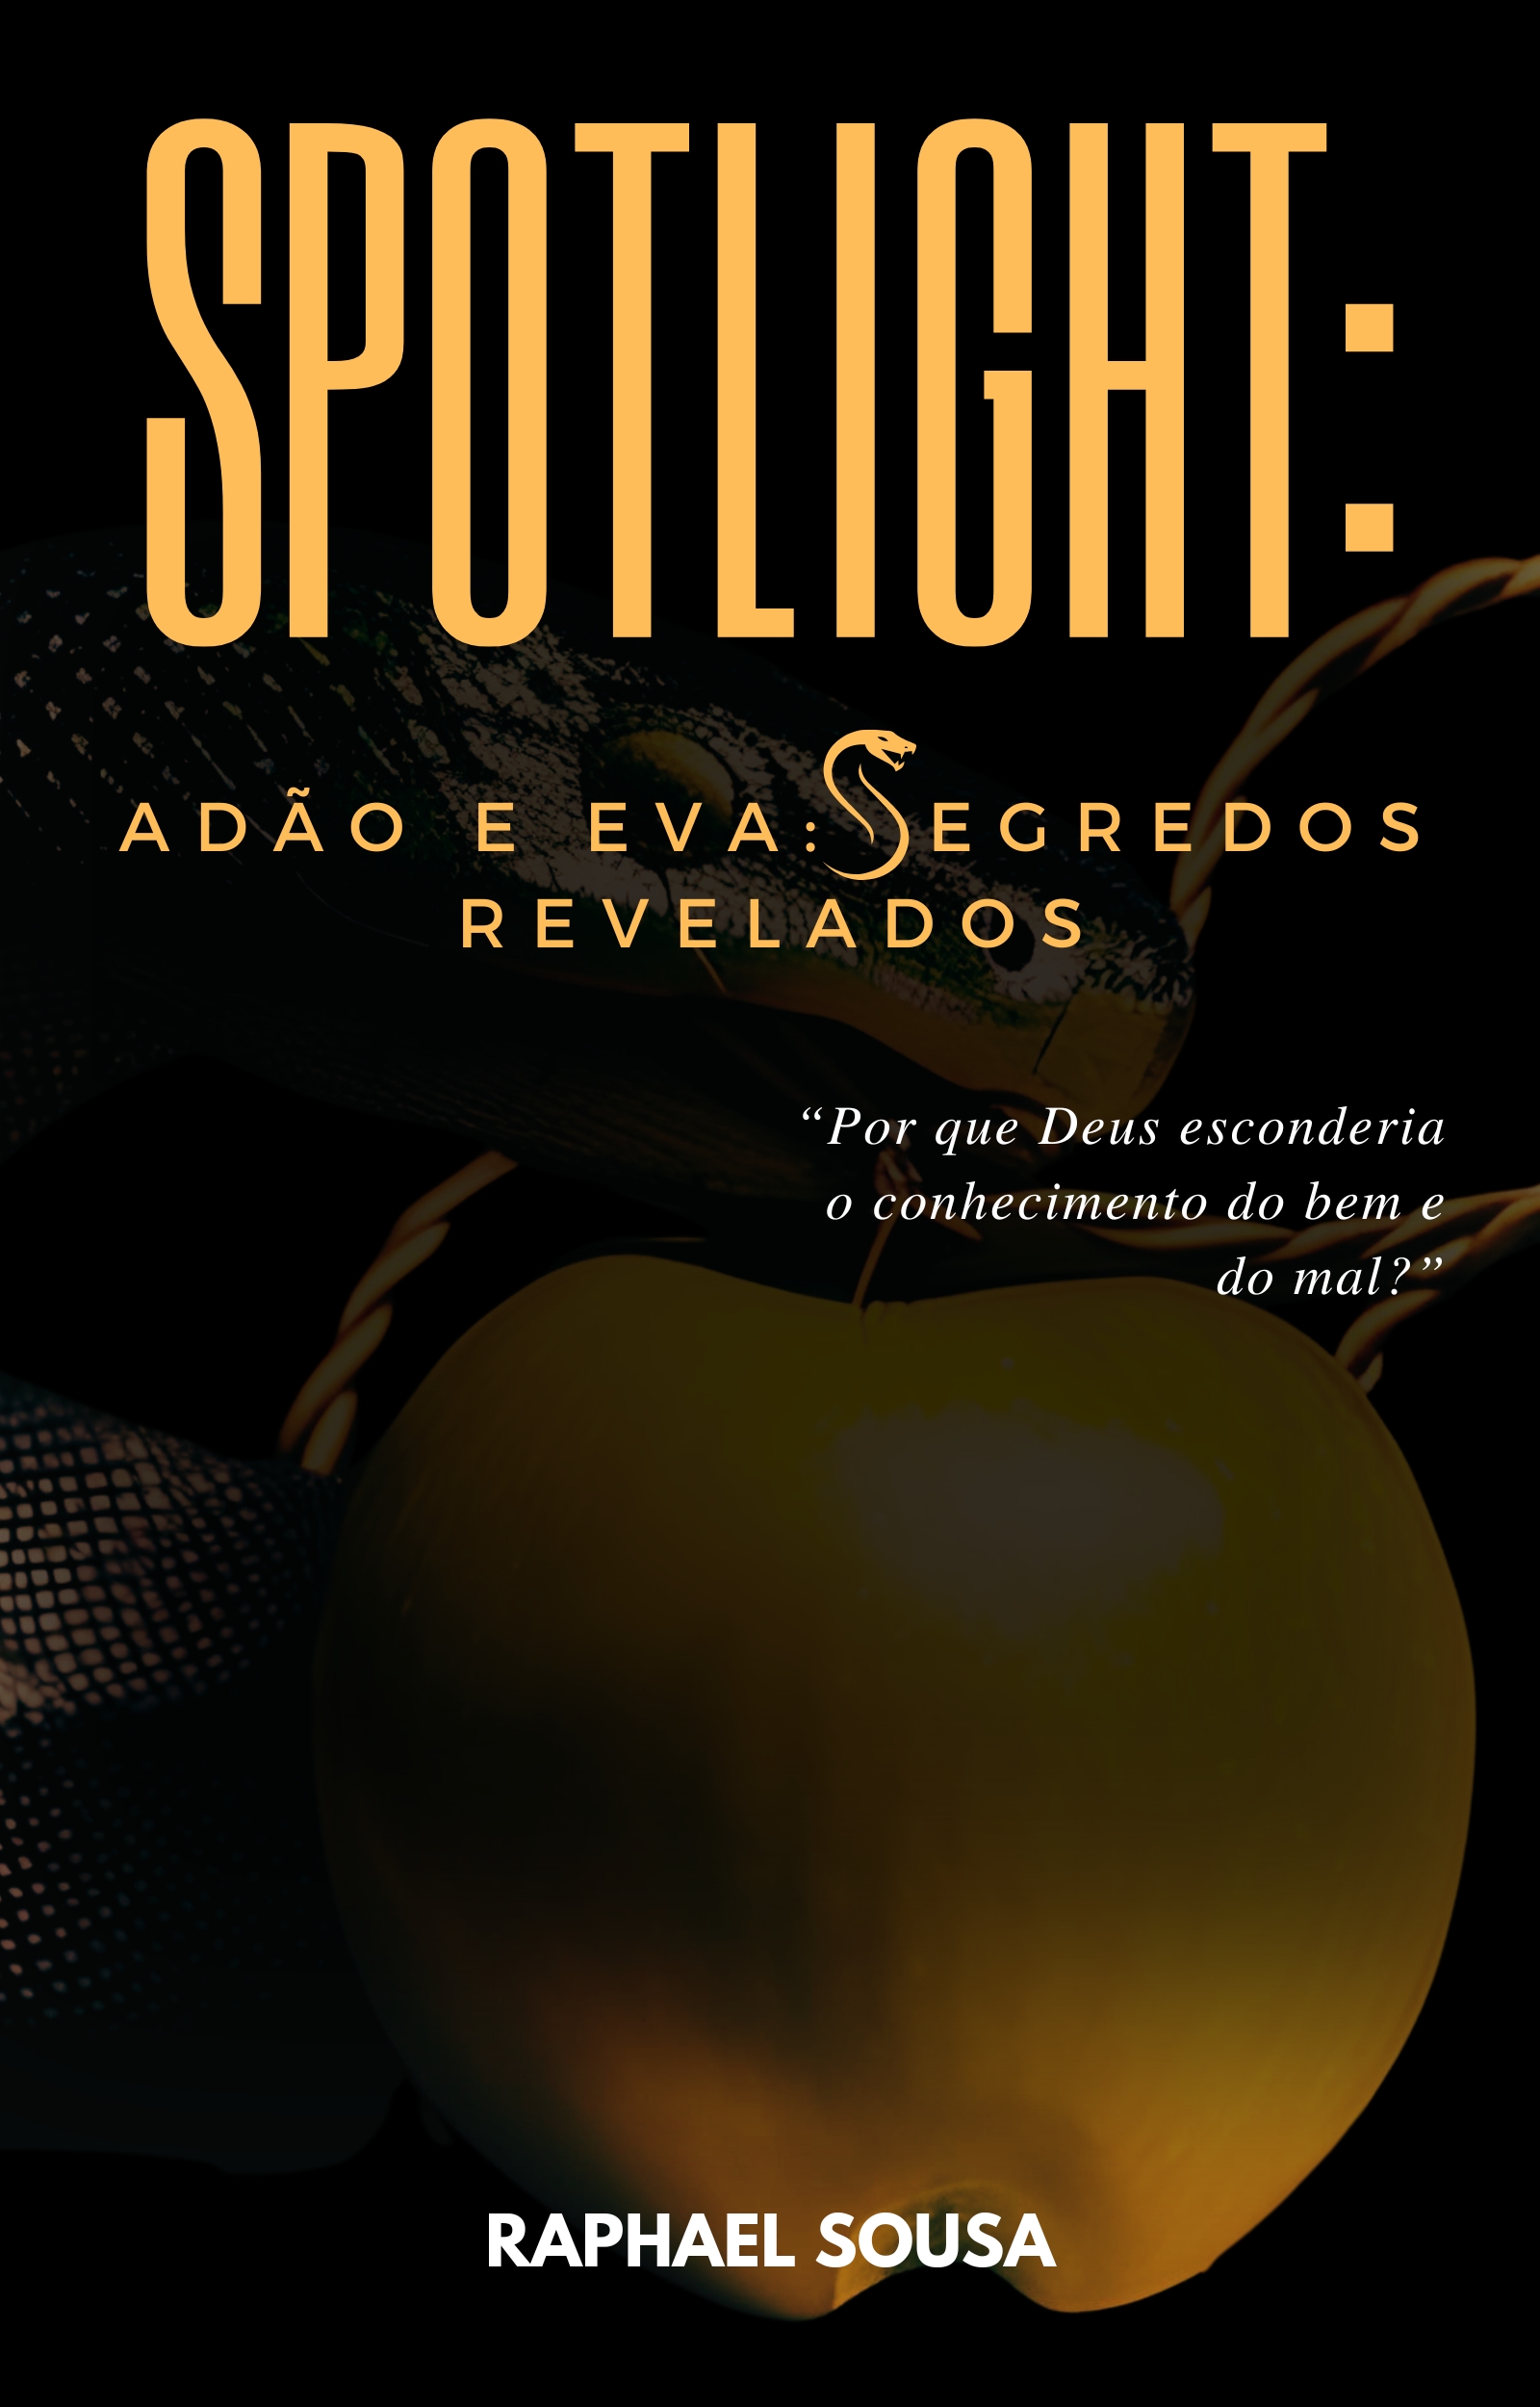 SPOTLIGHT:
ADÃO E EVA:SEGREDOS
REVELADOS
“Por que Deus esconderia
o conhecimento do bem e
do mal?”
RAPHAEL SOUSA